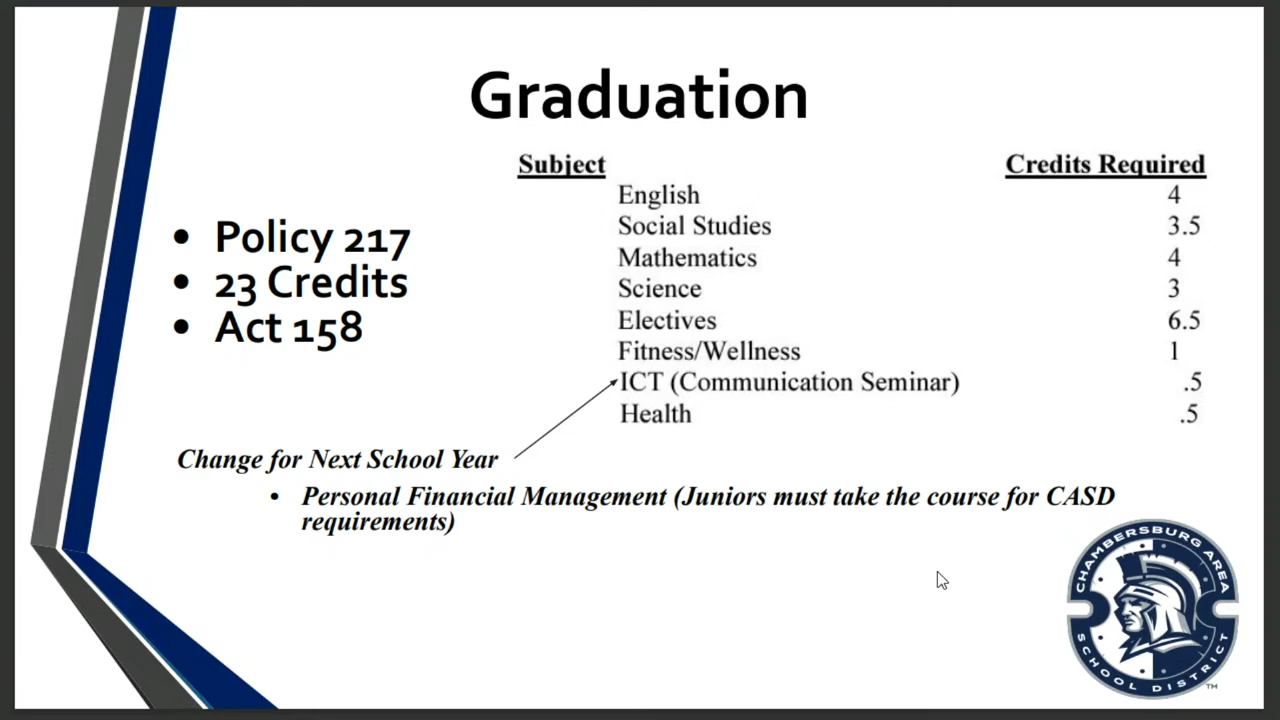 Graduation
Subject Credits Required
English 4
Social Studies 3.5
Mathematics 4
Science 3
Electives 6.5
Fitness/Wellness 1
ICT (Communication Seminar) .5
Health .5
• Policy 217
• 23 Credits
• Act 158
Change for Next School Year
• Personal Financial Management (Juniors must take the course for CASD
requirements)
CHAMBERSBURG AREA
SCHOOL DISTRICT
TM